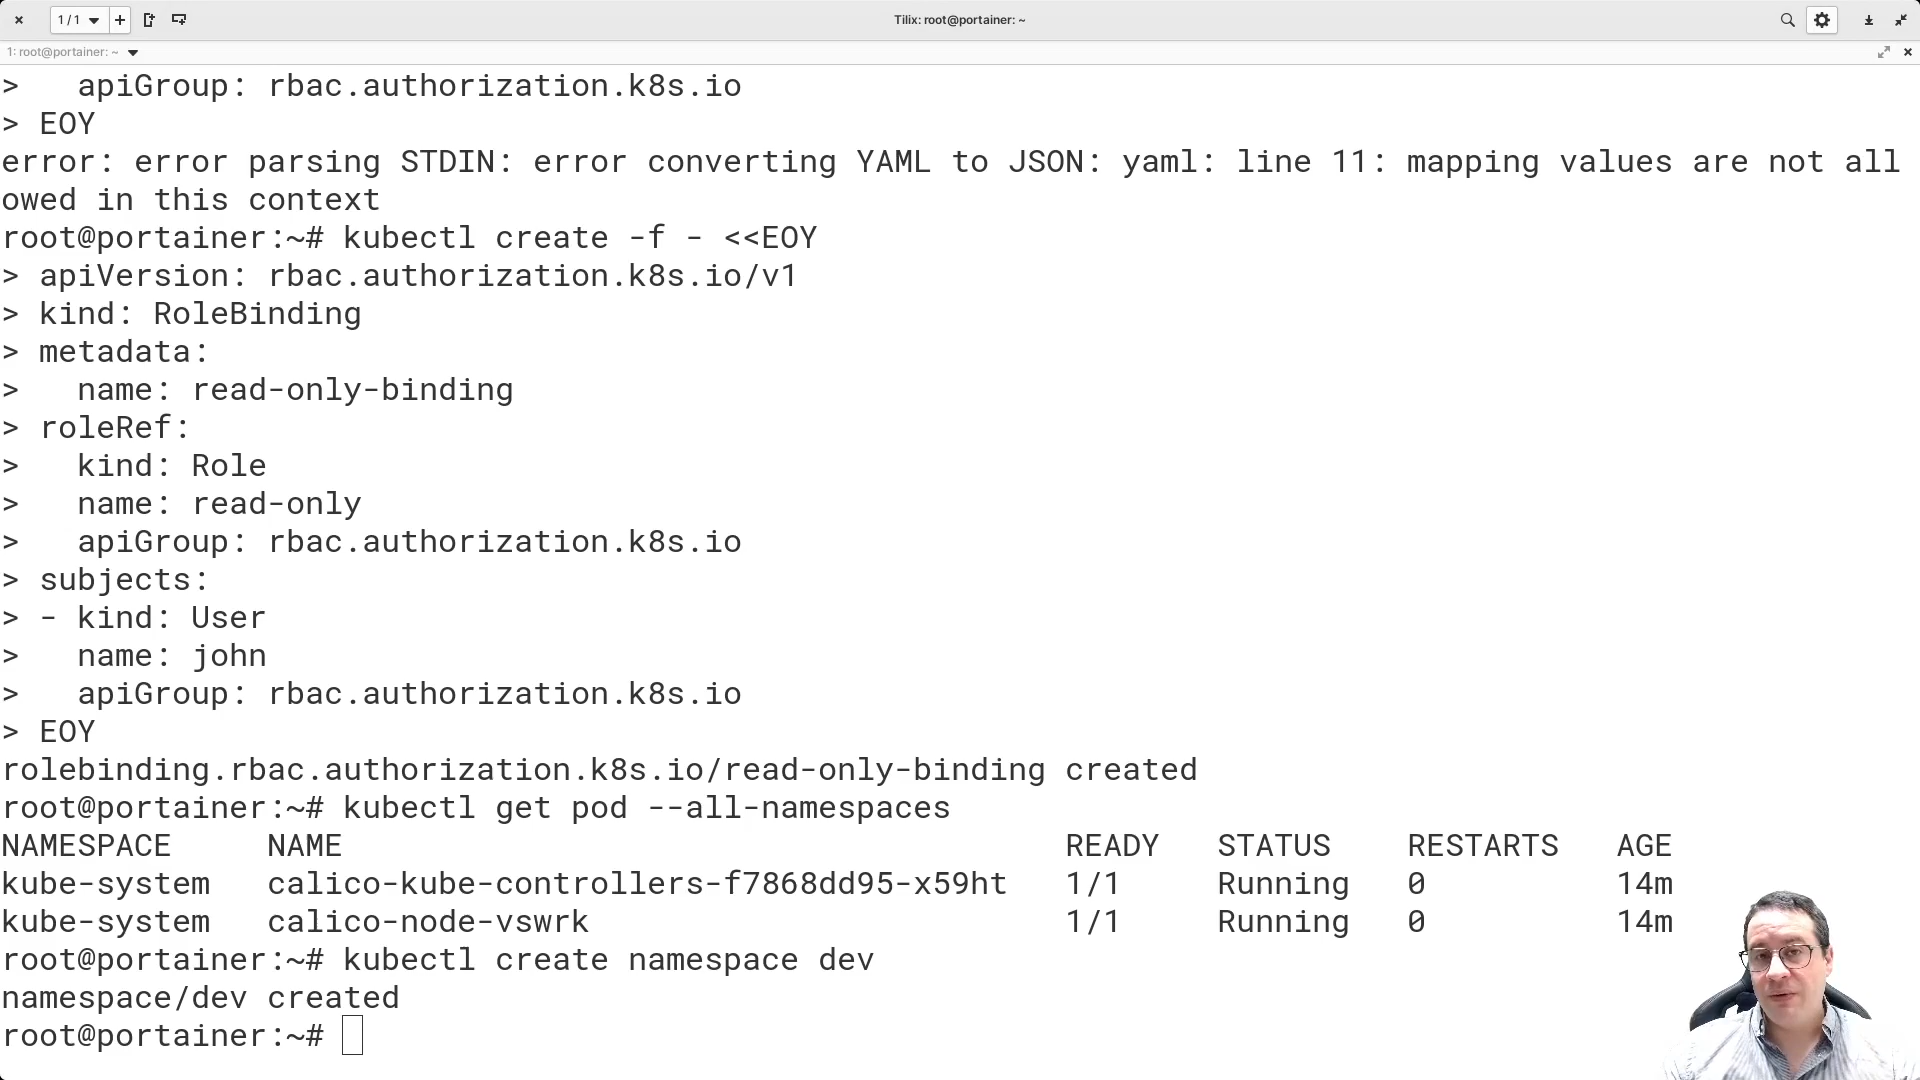 1 / 1
Tilix: root@portainer: ~
1: root@portainer: ~
>   apiGroup: rbac.authorization.k8s.io
> EOY
error: error parsing STDIN: error converting YAML to JSON: yaml: line 11: mapping values are not all
owed in this context
root@portainer:~# kubectl create -f - <<EOY
> apiVersion: rbac.authorization.k8s.io/v1
> kind: RoleBinding
> metadata:
>   name: read-only-binding
> roleRef:
>   kind: Role
>   name: read-only
>   apiGroup: rbac.authorization.k8s.io
> subjects:
> - kind: User
>   name: john
>   apiGroup: rbac.authorization.k8s.io
> EOY
rolebinding.rbac.authorization.k8s.io/read-only-binding created
root@portainer:~# kubectl get pod --all-namespaces
NAMESPACE     NAME                                      READY   STATUS    RESTARTS   AGE
kube-system   calico-kube-controllers-f7868dd95-x59ht   1/1     Running   0          14m
kube-system   calico-node-vswrk                         1/1     Running   0          14m
root@portainer:~# kubectl create namespace dev
namespace/dev created
root@portainer:~#